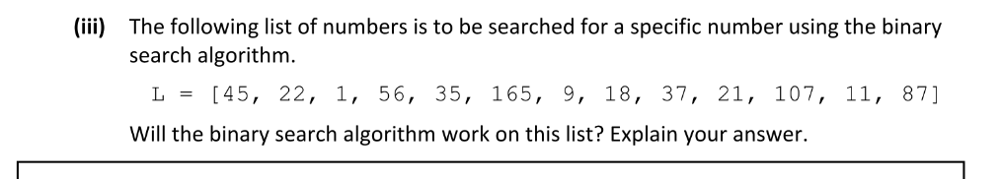 (iii) The following list of numbers is to be searched for a specific number using the binary
search algorithm.
L = [45, 22, 1, 56, 35, 165, 9, 18, 37, 21, 107, 11, 87]
Will the binary search algorithm work on this list? Explain your answer.